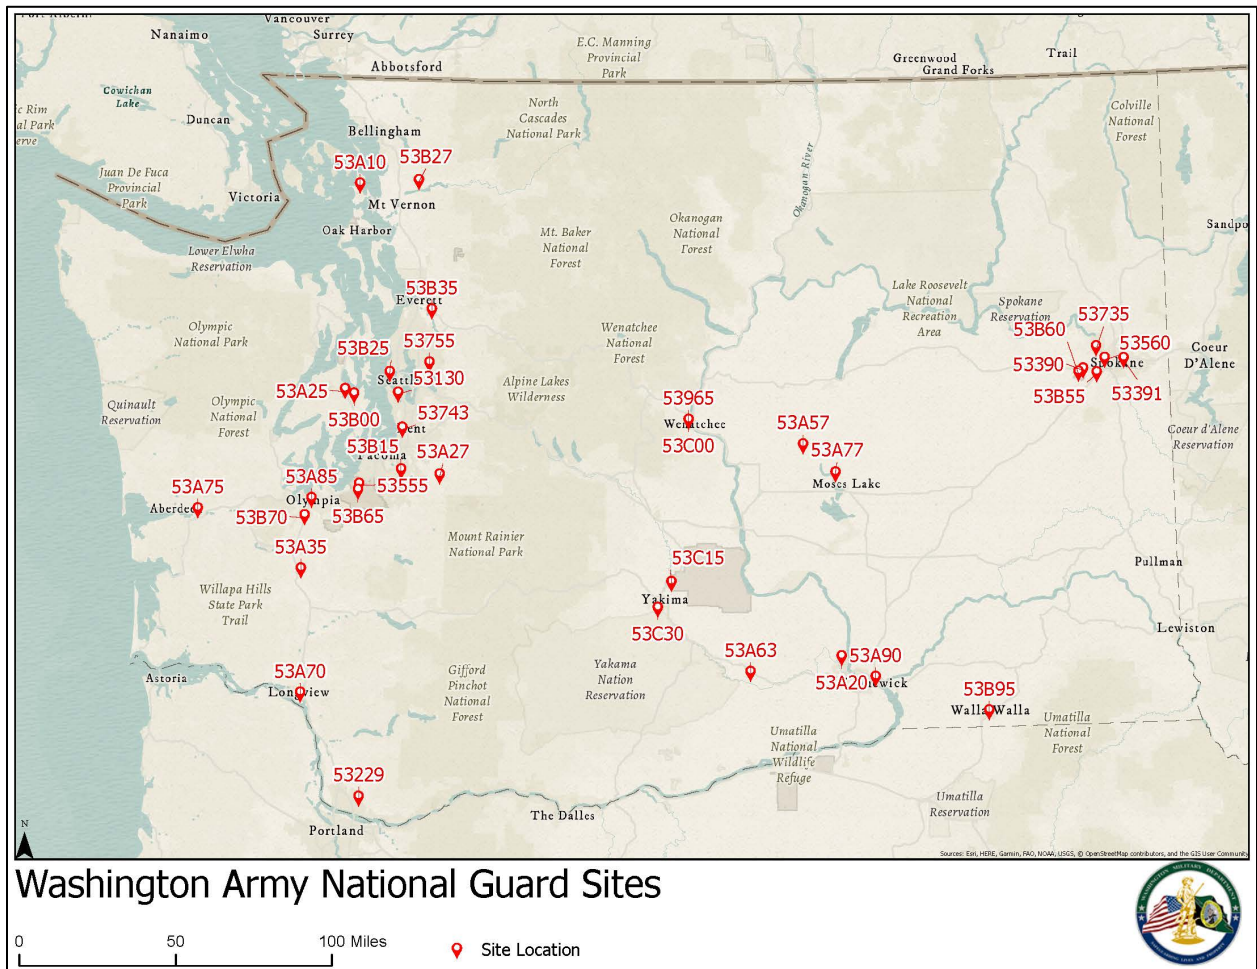 Vancouver
Nanaimo
Surrey
E.C. Manning
Provincial
Park
Greenwood
Trail
Grand Forks
Abbotsford
Cowichan
Lake
Duncan
North
Cascades
National Park
Colville
National
Forest
Bellingham
53A10
53B27
Juan De Fuca
Provincial
Park
Victoria
Mt Vernon
Okanogan River
Okanogan
National
Forest
Oak Harbor
Mt. Baker
National
Forest
Lower Elwha
Reservation
53B35
Everett
Lake Roosevelt
National
Recreation
Area
Spokane
Reservation
53735
53B60
53560
Olympic
National Park
53B25
53755
Wenatchee
National
Forest
Coeur
D'Alene
53390
Spokane
53B55
53391
53A25
53130
Alpine Lakes
Wilderness
Quinault
Reservation
Olympic
National
Forest
53B00
53743
53965
Wenatchee
53C00
53A57
Coeur d'Alene
Reservation
53B15
53A27
53A77
Moses Lake
53A75
53A85
53555
Olympia
53B70
53B65
53A35
Mount Rainier
National Park
53C15
Pullman
Willapa Hills
State Park
Trail
Yakima
53C30
Lewiston
53A63
53A90
53A20
Astoria
53A70
Longview
Gifford
Pinchot
National
Forest
Yakama
Nation
Reservation
53B95
Walla Walla
Umatilla
National
Forest
Umatilla
National
Wildlife
Refuge
53229
Portland
The Dalles
Umatilla
Reservation
N
Sources: Esri, HERE, Garmin, FAO, NOAA, USGS, © OpenStreetMap contributors, and the GIS User Community
Washington Army National Guard Sites
0 50 100 Miles
Site Location
WASHINGTON MILITARY DEPARTMENT